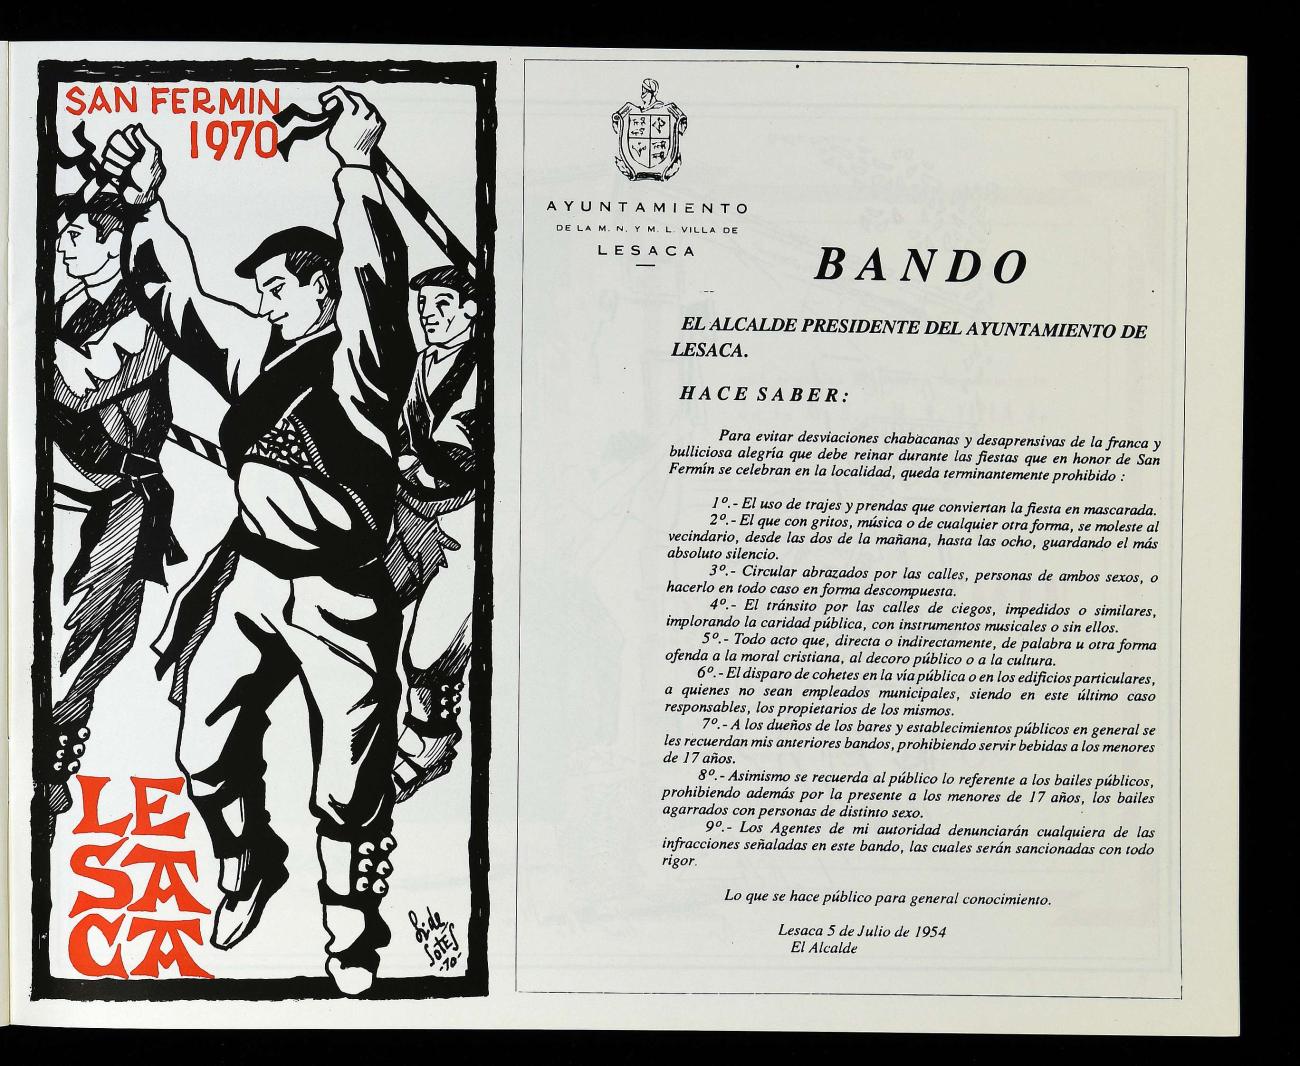 SAN FERMIN
1970
LE
SA
CA
Lide
Sotés
-70-
AYUNTAMIENTO
DE LA M. N. Y M. L. VILLA DE
LESACA
BANDO
EL ALCALDE PRESIDENTE DEL AYUNTAMIENTO DE
LESACA.
HACE SABER:
Para evitar desviaciones chabacanas y desaprensivas de la franca y
bulliciosa alegría que debe reinar durante las fiestas que en honor de San
Fermín se celebran en la localidad, queda terminantemente prohibido :
1º.- El uso de trajes y prendas que conviertan la fiesta en mascarada.
2º.- El que con gritos, música o de cualquier otra forma, se moleste al
vecindario, desde las dos de la mañana, hasta las ocho, guardando el más
absoluto silencio.
3º.- Circular abrazados por las calles, personas de ambos sexos, o
hacerlo en todo caso en forma descompuesta.
4º.- El tránsito por las calles de ciegos, impedidos o similares,
implorando la caridad pública, con instrumentos musicales o sin ellos.
5º.- Todo acto que, directa o indirectamente, de palabra u otra forma
ofenda a la moral cristiana, al decoro público o a la cultura.
6º.- El disparo de cohetes en la vía pública o en los edificios particulares,
a quienes no sean empleados municipales, siendo en este último caso
responsables, los propietarios de los mismos.
7º.- A los dueños de los bares y establecimientos públicos en general se
les recuerdan mis anteriores bandos, prohibiendo servir bebidas a los menores
de 17 años.
8º.- Asimismo se recuerda al público lo referente a los bailes públicos,
prohibiendo además por la presente a los menores de 17 años, los bailes
agarrados con personas de distinto sexo.
9º.- Los Agentes de mi autoridad denunciarán cualquiera de las
infracciones señaladas en este bando, las cuales serán sancionadas con todo
rigor.
Lo que se hace público para general conocimiento.
Lesaca 5 de Julio de 1954
El Alcalde